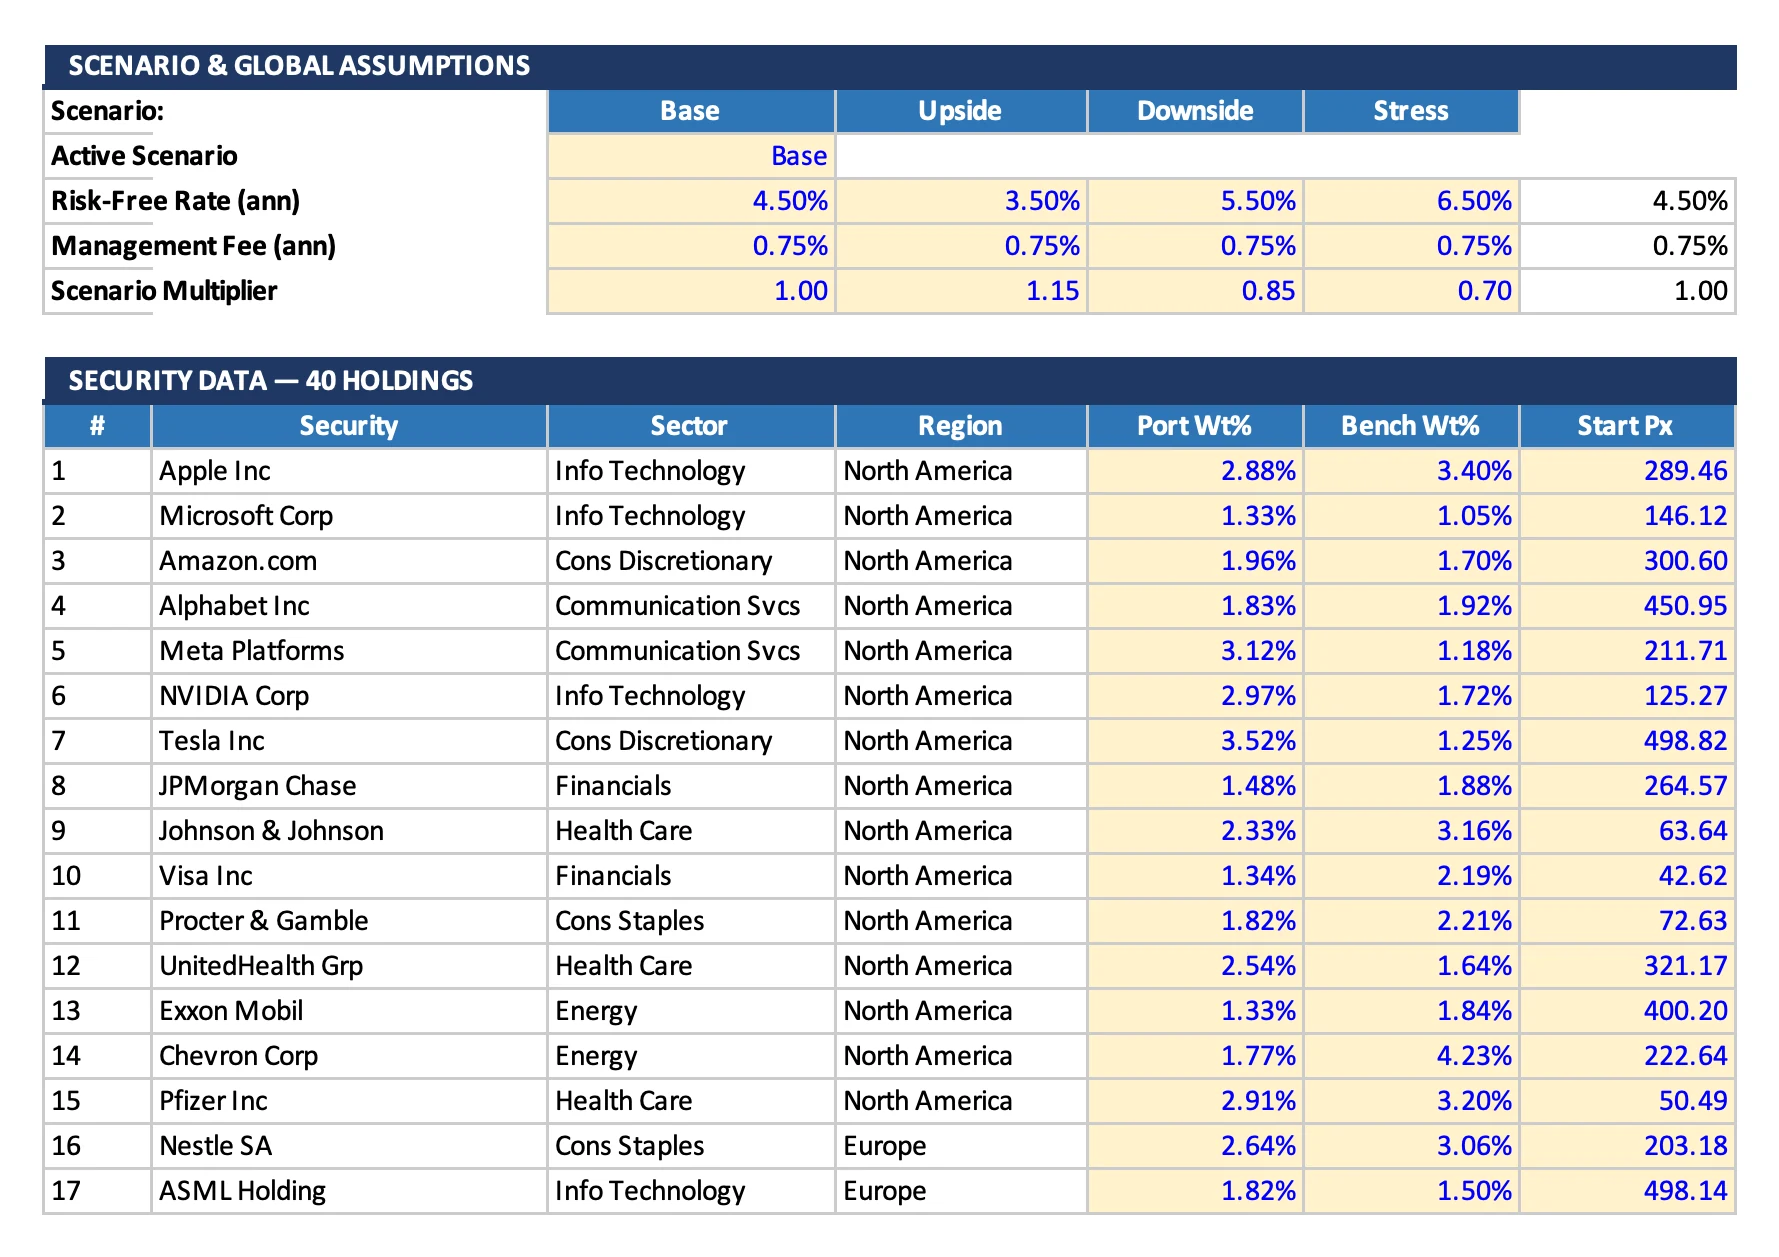 SCENARIO & GLOBAL ASSUMPTIONS
Scenario: Base Upside Downside Stress
Active Scenario Base
Risk-Free Rate (ann) 4.50% 3.50% 5.50% 6.50% 4.50%
Management Fee (ann) 0.75% 0.75% 0.75% 0.75% 0.75%
Scenario Multiplier 1.00 1.15 0.85 0.70 1.00
SECURITY DATA — 40 HOLDINGS
# Security Sector Region Port Wt% Bench Wt% Start Px
1 Apple Inc Info Technology North America 2.88% 3.40% 289.46
2 Microsoft Corp Info Technology North America 1.33% 1.05% 146.12
3 Amazon.com Cons Discretionary North America 1.96% 1.70% 300.60
4 Alphabet Inc Communication Svcs North America 1.83% 1.92% 450.95
5 Meta Platforms Communication Svcs North America 3.12% 1.18% 211.71
6 NVIDIA Corp Info Technology North America 2.97% 1.72% 125.27
7 Tesla Inc Cons Discretionary North America 3.52% 1.25% 498.82
8 JPMorgan Chase Financials North America 1.48% 1.88% 264.57
9 Johnson & Johnson Health Care North America 2.33% 3.16% 63.64
10 Visa Inc Financials North America 1.34% 2.19% 42.62
11 Procter & Gamble Cons Staples North America 1.82% 2.21% 72.63
12 UnitedHealth Grp Health Care North America 2.54% 1.64% 321.17
13 Exxon Mobil Energy North America 1.33% 1.84% 400.20
14 Chevron Corp Energy North America 1.77% 4.23% 222.64
15 Pfizer Inc Health Care North America 2.91% 3.20% 50.49
16 Nestle SA Cons Staples Europe 2.64% 3.06% 203.18
17 ASML Holding Info Technology Europe 1.82% 1.50% 498.14